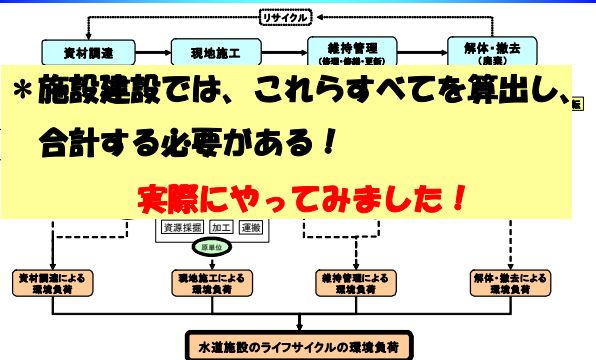 リサイクル
資材調達
現地施工
維持管理
(修理・修繕・更新)
解体・撤去
(廃棄)
＊施設建設では、これらすべてを算出し、
合計する必要がある！
実際にやってみました！
資源採掘 加工 運搬
原単位
資材調達による
環境負荷
現地施工による
環境負荷
維持管理による
環境負荷
解体・撤去による
環境負荷
水道施設のライフサイクルの環境負荷